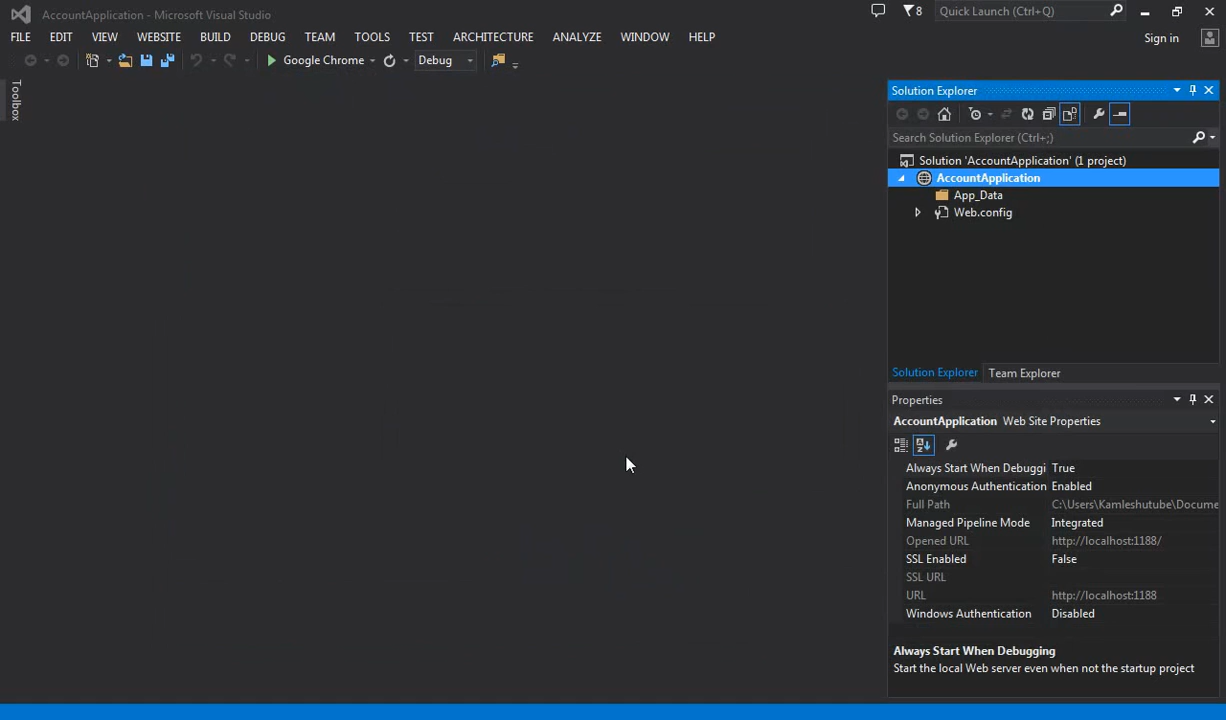 AccountApplication - Microsoft Visual Studio
8
Quick Launch (Ctrl+Q)
FILE EDIT VIEW WEBSITE BUILD DEBUG TEAM TOOLS TEST ARCHITECTURE ANALYZE WINDOW HELP
Sign in
Google Chrome
Debug
Toolbox
Solution Explorer
Search Solution Explorer (Ctrl+;)
Solution 'AccountApplication' (1 project)
AccountApplication
App_Data
Web.config
Solution Explorer Team Explorer
Properties
AccountApplication Web Site Properties
Always Start When Debuggi True
Anonymous Authentication Enabled
Full Path C:\Users\Kamleshutube\Docume
Managed Pipeline Mode Integrated
Opened URL http://localhost:1188/
SSL Enabled False
SSL URL
URL http://localhost:1188
Windows Authentication Disabled
Always Start When Debugging
Start the local Web server even when not the startup project